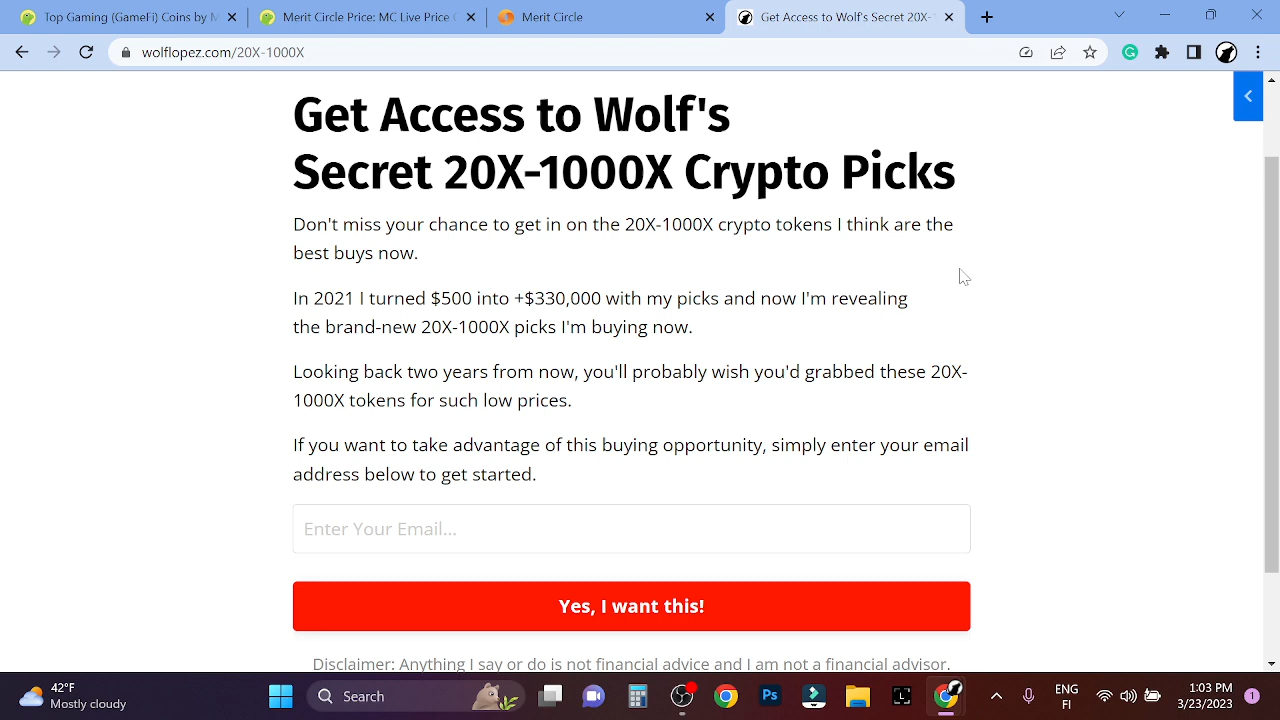 Top Gaming (Gamei) Coins by M
Merit Circle Price: MC Live Price C
Merit Circle
Get Access to Wolf's Secret 20X-
wolflopez.com/20X-1000X
Get Access to Wolf's
Secret 20X-1000X Crypto Picks
Don't miss your chance to get in on the 20X-1000X crypto tokens I think are the
best buys now.
In 2021 I turned $500 into +$330,000 with my picks and now I'm revealing
the brand-new 20X-1000X picks I'm buying now.
Looking back two years from now, you'll probably wish you'd grabbed these 20X-
1000X tokens for such low prices.
If you want to take advantage of this buying opportunity, simply enter your email
address below to get started.
Enter Your Email...
Yes, I want this!
Disclaimer: Anything I say or do is not financial advice and I am not a financial advisor.
42°F
Mostly cloudy
Search
Ps
ENG
FI
1:03 PM
3/23/2023
1